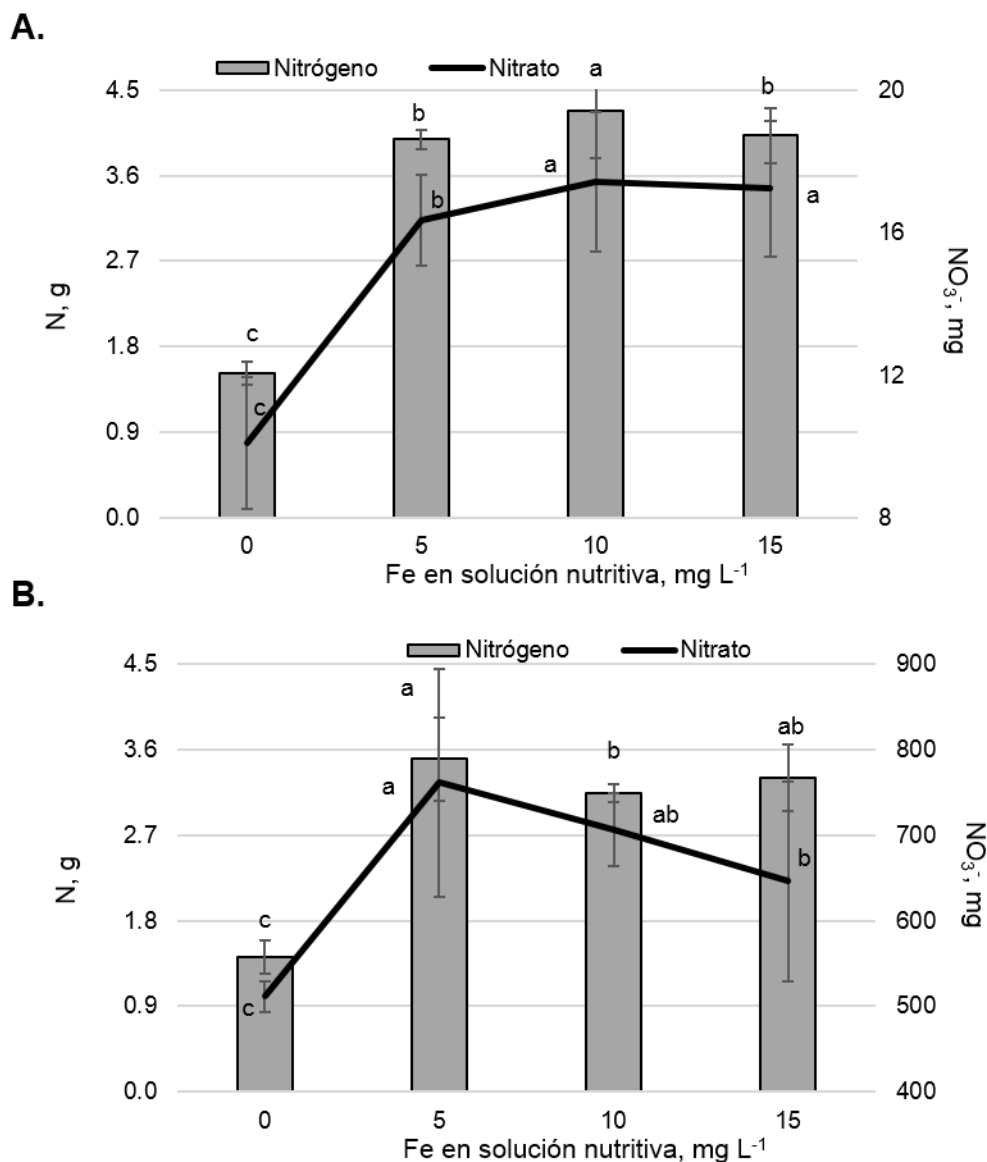 A.
Nitrógeno Nitrato
a
b
b
4.5
20
3.6
a
b
a
16
2.7
N, g
NO₃⁻, mg
1.8
c
12
c
0.9
0.0
8
0 5 10 15
Fe en solución nutritiva, mg L⁻¹
B.
Nitrógeno Nitrato
4.5
900
a
ab
3.6
b
800
a
ab
2.7
700
b
N, g
NO₃⁻, mg
1.8
c
600
0.9
c
500
0.0
400
0 5 10 15
Fe en solución nutritiva, mg L⁻¹